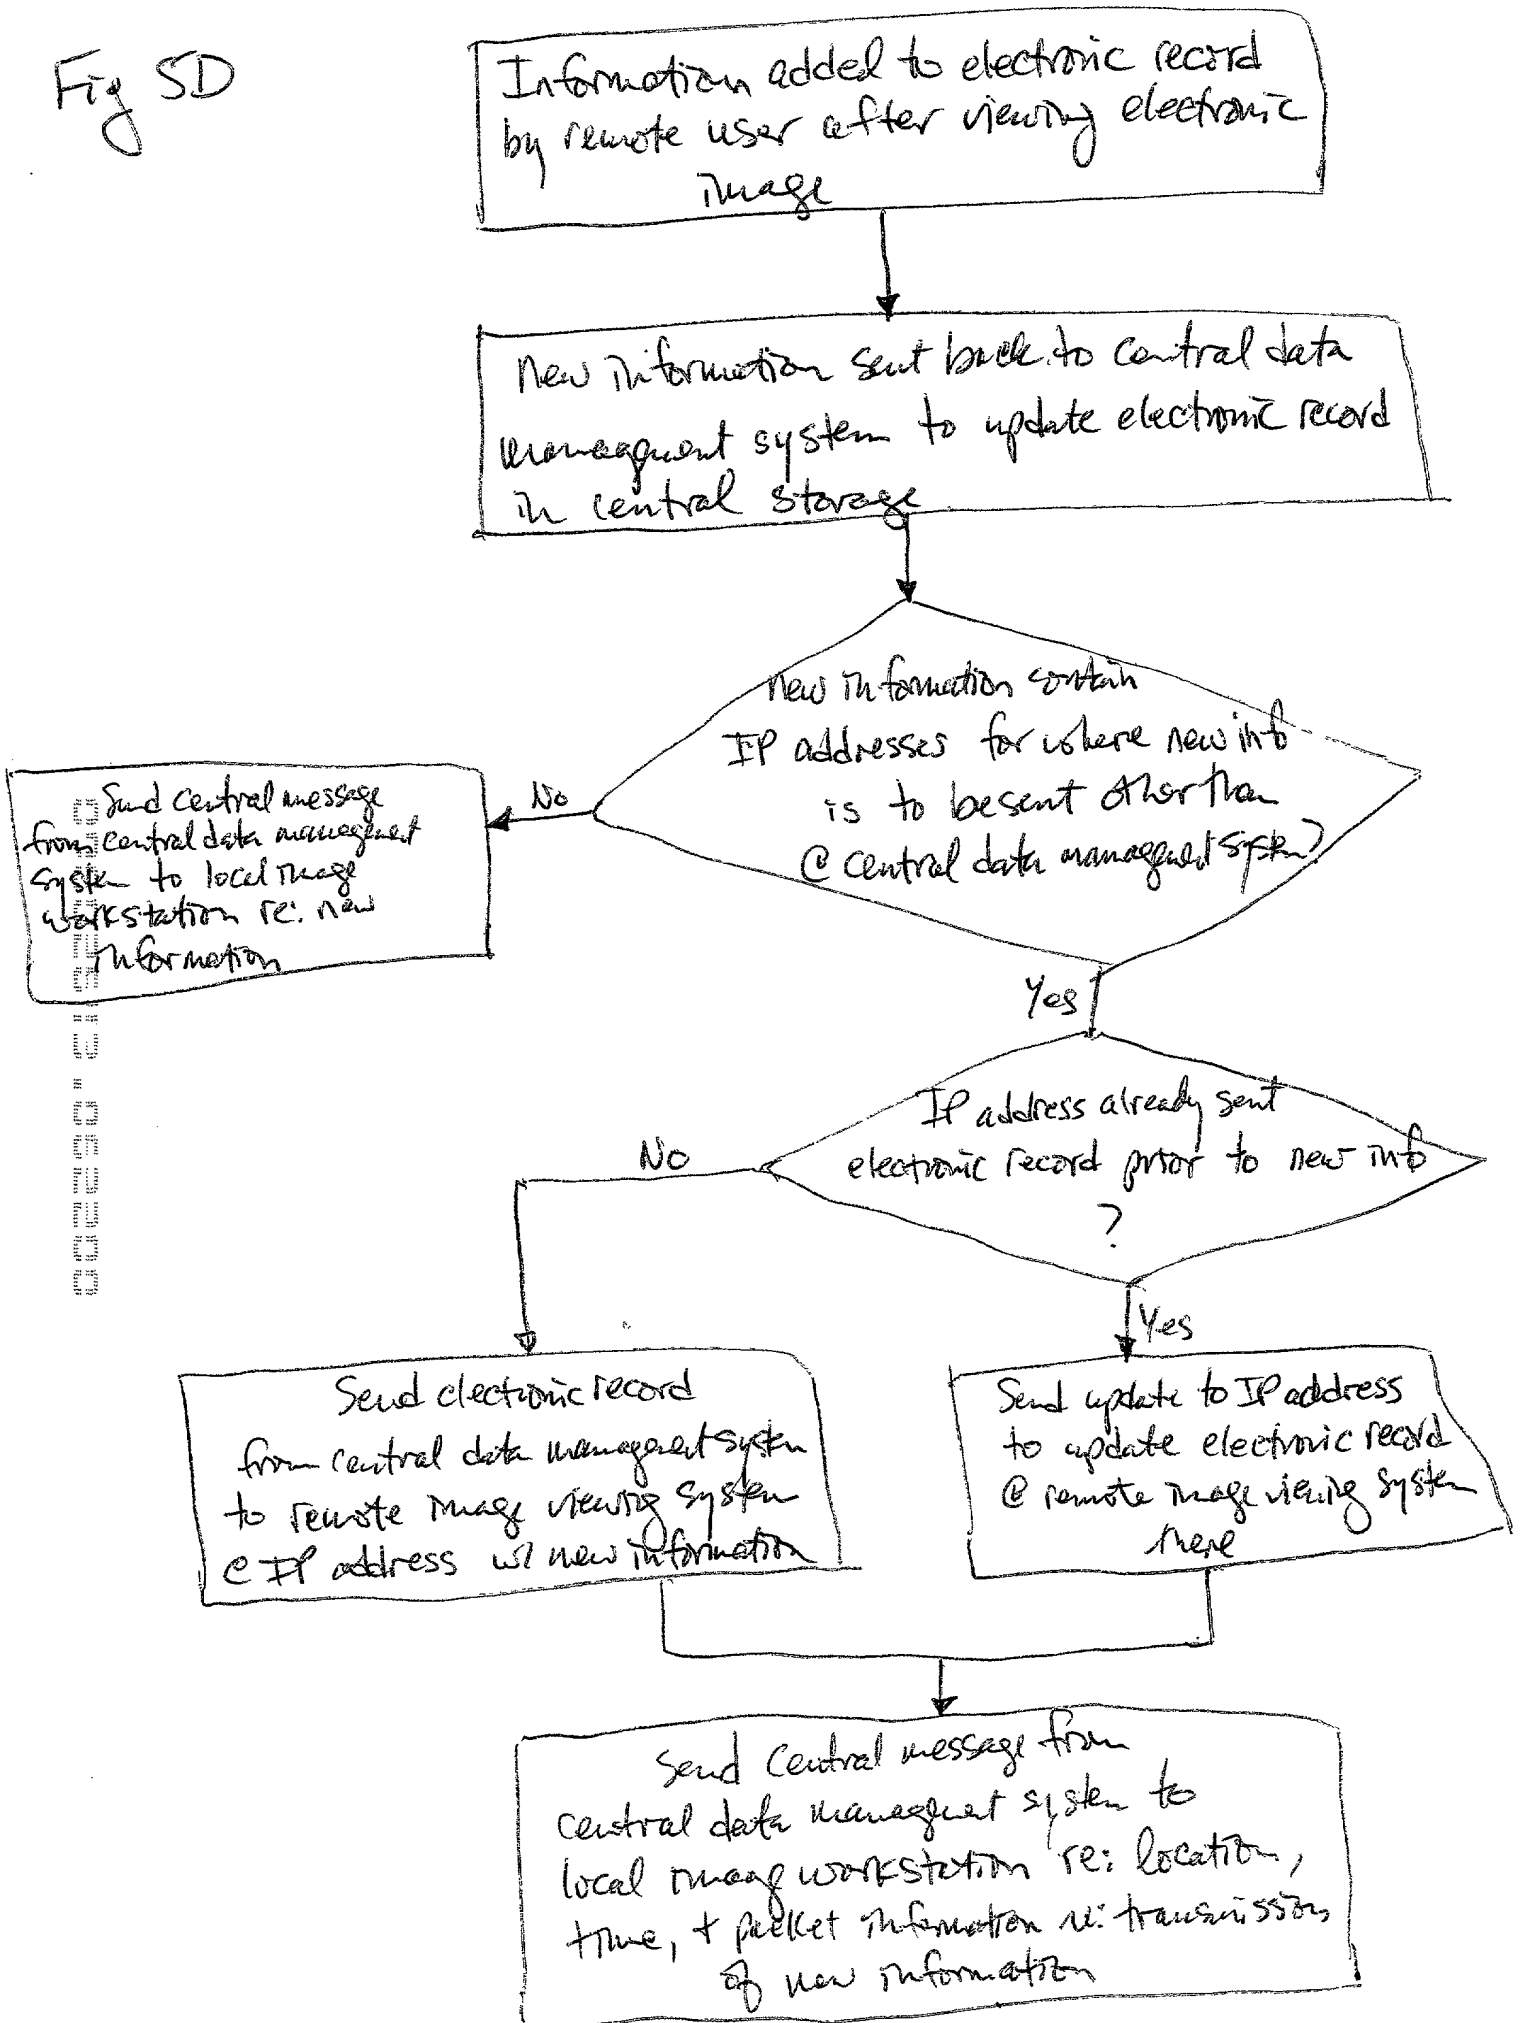 Fig 5D
Information added to electronic record
by remote user after viewing electronic
image
New information sent back to central data
managment system to update electronic record
in central storage
New information contain
IP addresses for where new info
is to be sent other than
@ central data managment system?
No
Send Central message
from central data managment
system to local image
workstation re: new
information
Yes
IP address already sent
electronic record prior to new info
?
No
Yes
Send electronic record
from central data managment system
to remote image viewing system
@ IP address w/ new information
Send update to IP address
to update electronic record
@ remote image viewing system
there
Send Central message from
central data managment system to
local imag workstation re: location,
time, + packet information re: transmission
of new information